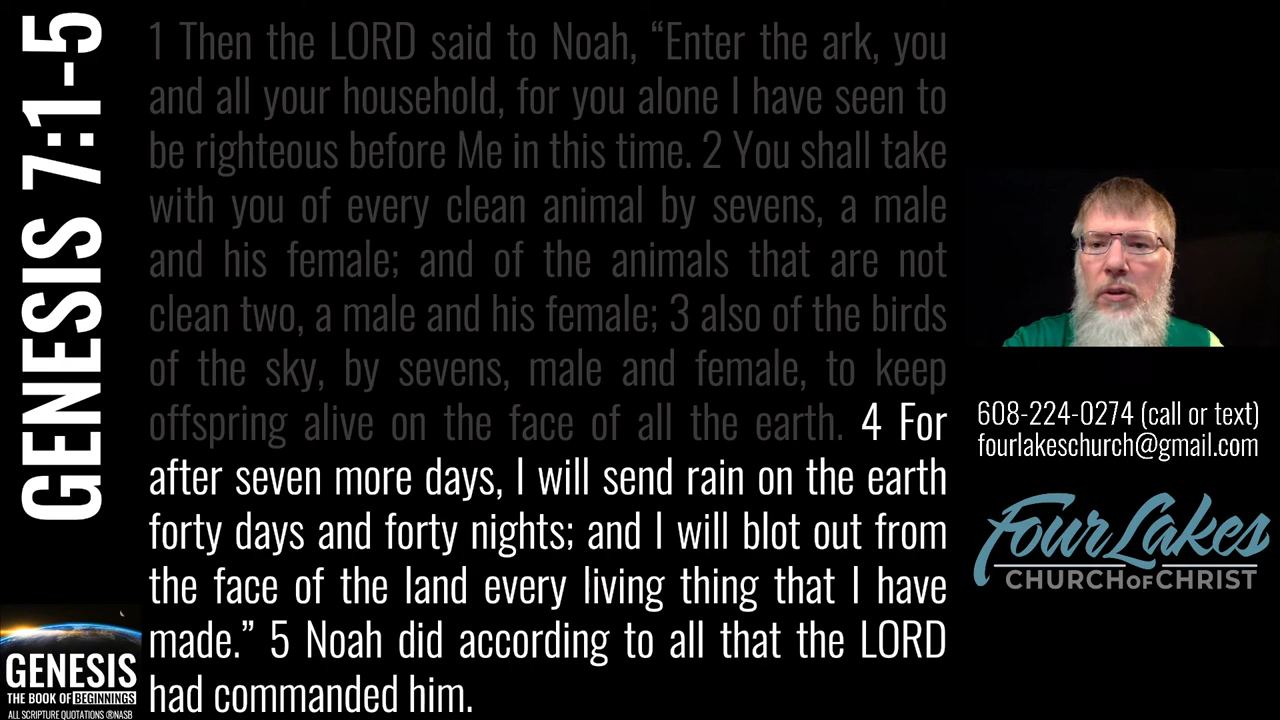 GENESIS 7:1-5
1 Then the LORD said to Noah, “Enter the ark, you
and all your household, for you alone I have seen to
be righteous before Me in this time. 2 You shall take
with you of every clean animal by sevens, a male
and his female; and of the animals that are not
clean two, a male and his female; 3 also of the birds
of the sky, by sevens, male and female, to keep
offspring alive on the face of all the earth. 4 For
after seven more days, I will send rain on the earth
forty days and forty nights; and I will blot out from
the face of the land every living thing that I have
made.” 5 Noah did according to all that the LORD
had commanded him.
608-224-0274 (call or text)
fourlakeschurch@gmail.com
Four Lakes
CHURCH OF CHRIST
GENESIS
THE BOOK OF BEGINNINGS
ALL SCRIPTURE QUOTATIONS ®NASB